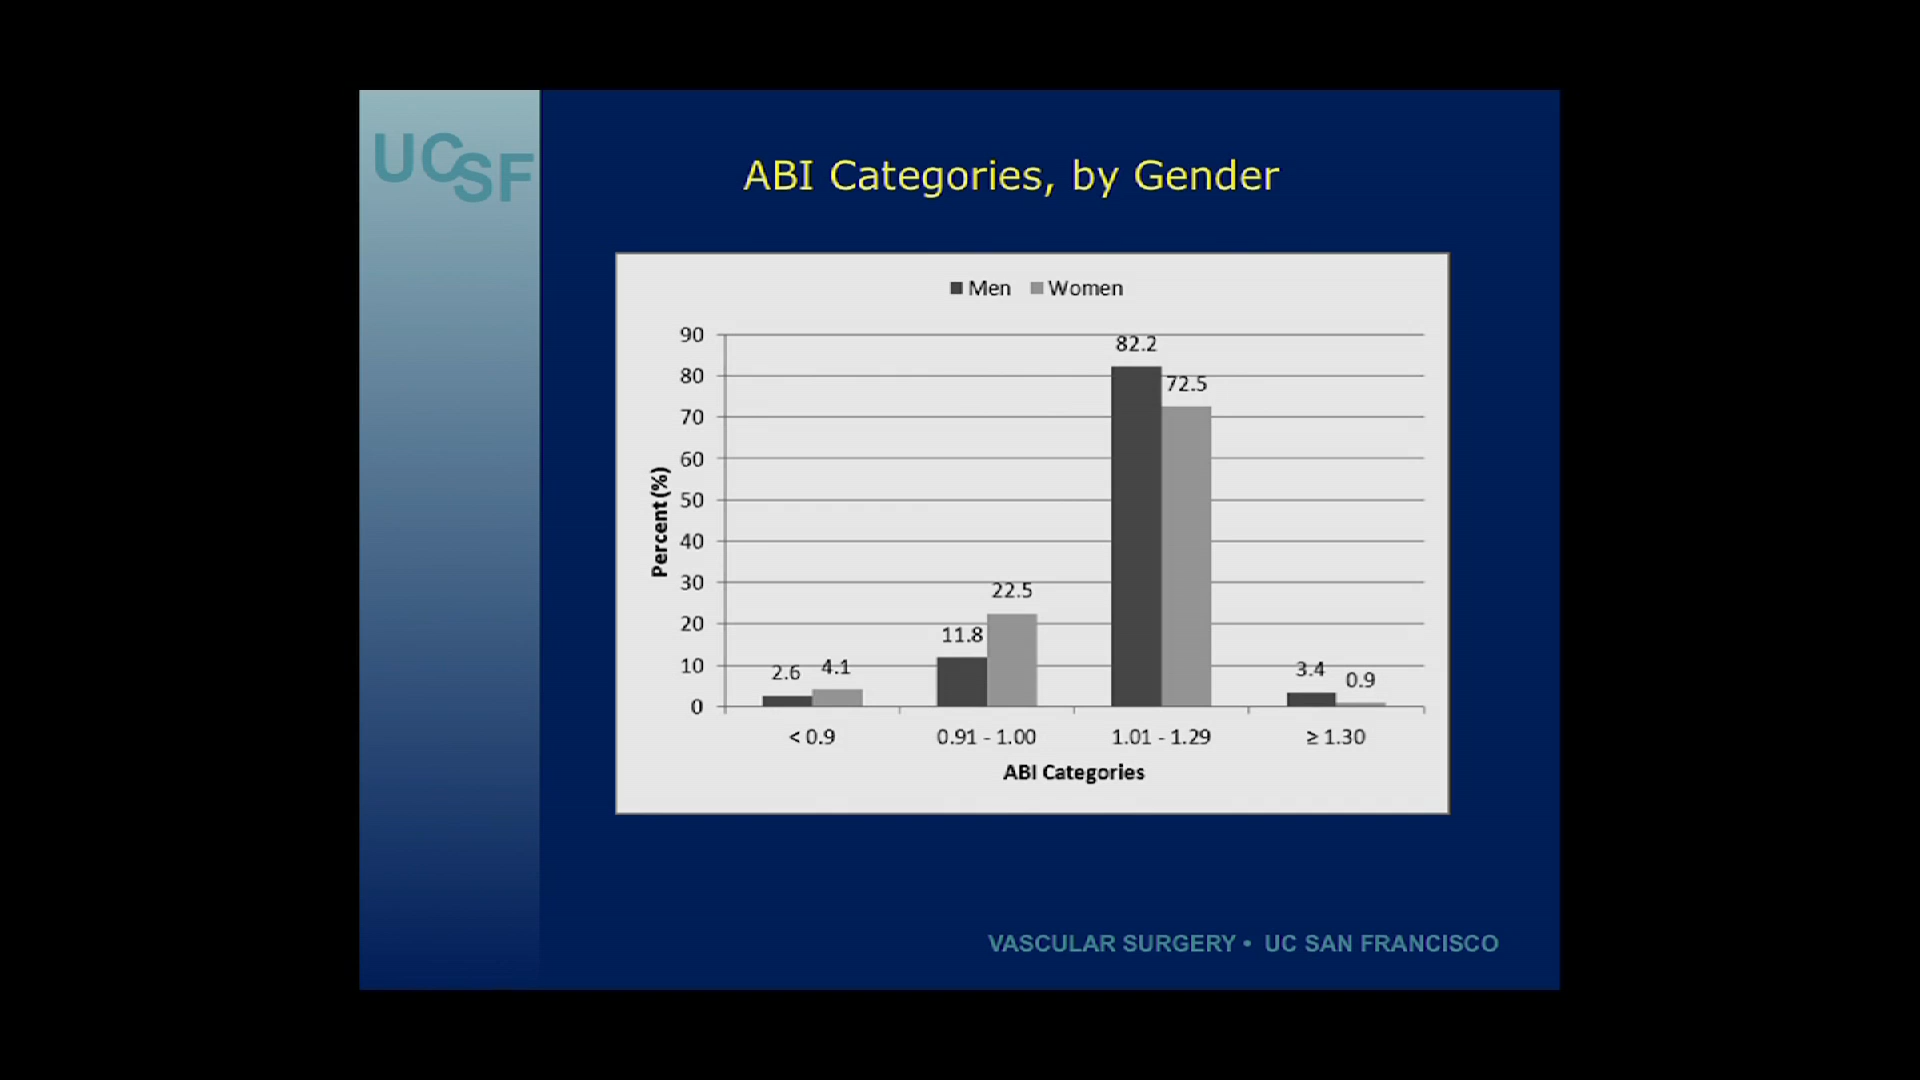 UCSF
ABI Categories, by Gender
Men Women
90
80
70
60
50
40
30
20
10
0
Percent (%)
82.2
72.5
22.5
11.8
2.6
4.1
3.4
0.9
< 0.9
0.91 - 1.00
1.01 - 1.29
≥ 1.30
ABI Categories
VASCULAR SURGERY • UC SAN FRANCISCO